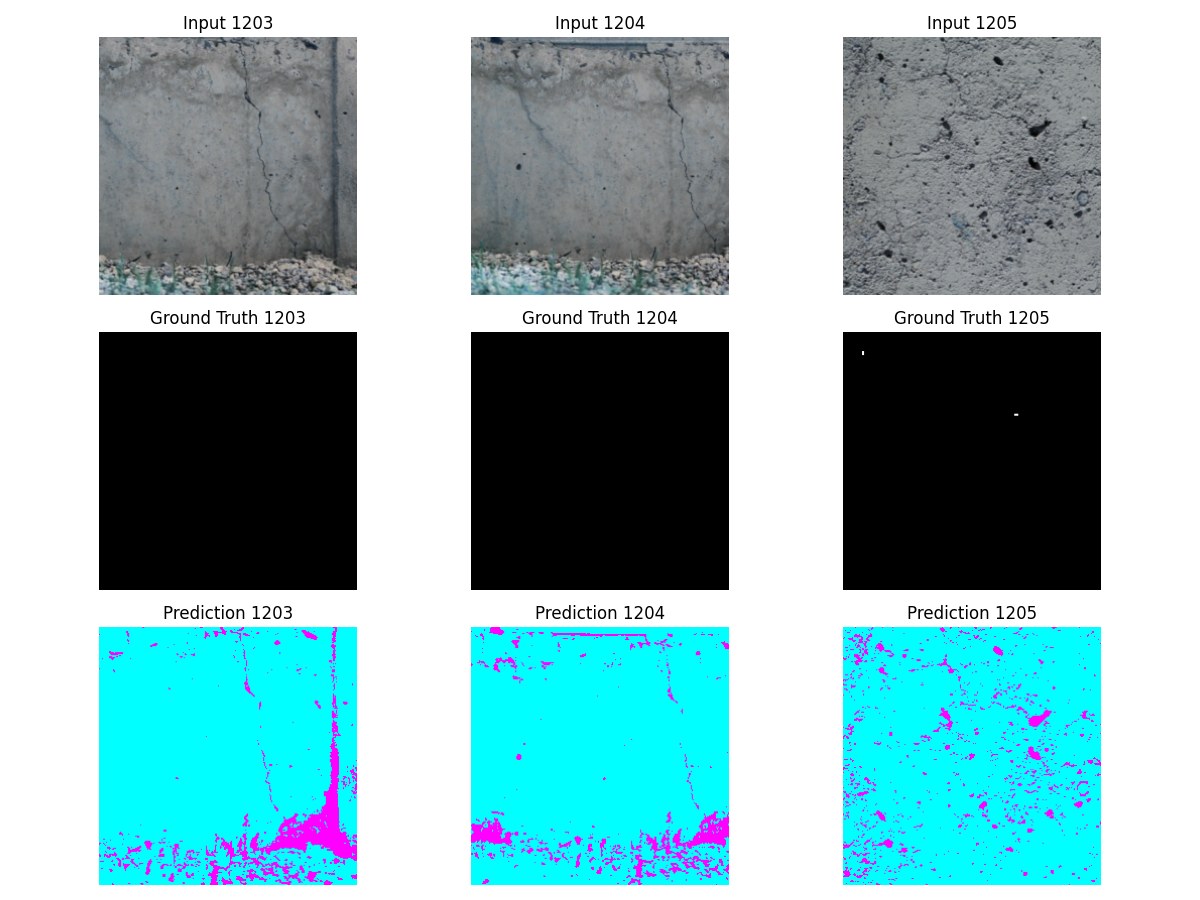 Input 1203
Input 1204
Input 1205
Ground Truth 1203
Ground Truth 1204
Ground Truth 1205
Prediction 1203
Prediction 1204
Prediction 1205